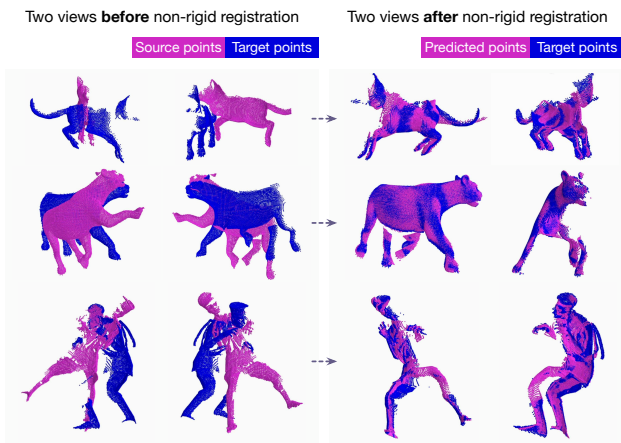 Two views before non-rigid registration
Two views after non-rigid registration
Source points Target points
Predicted points Target points